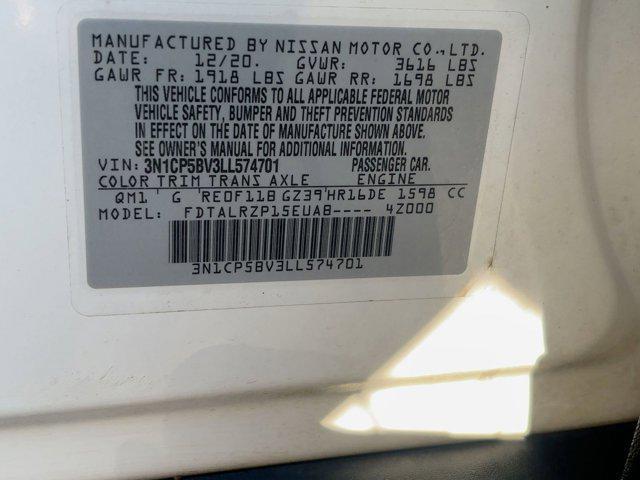 MANUFACTURED BY NISSAN MOTOR CO.,LTD.
DATE: 12/20. GVWR: 3616 LBS
GAWR FR: 1918 LBS GAWR RR: 1698 LBS
THIS VEHICLE CONFORMS TO ALL APPLICABLE FEDERAL MOTOR
VEHICLE SAFETY, BUMPER AND THEFT PREVENTION STANDARDS
IN EFFECT ON THE DATE OF MANUFACTURE SHOWN ABOVE.
SEE OWNER'S MANUAL FOR ADDITIONAL INFORMATION.
VIN: 3N1CP5BV3LL574701 PASSENGER CAR.
COLOR TRIM TRANS AXLE ENGINE
QM1 G RE0F11B GZ39 HR16DE 1598 CC
MODEL: FDTALRZP15EUAB---- 4Z000
3N1CP5BV3LL574701